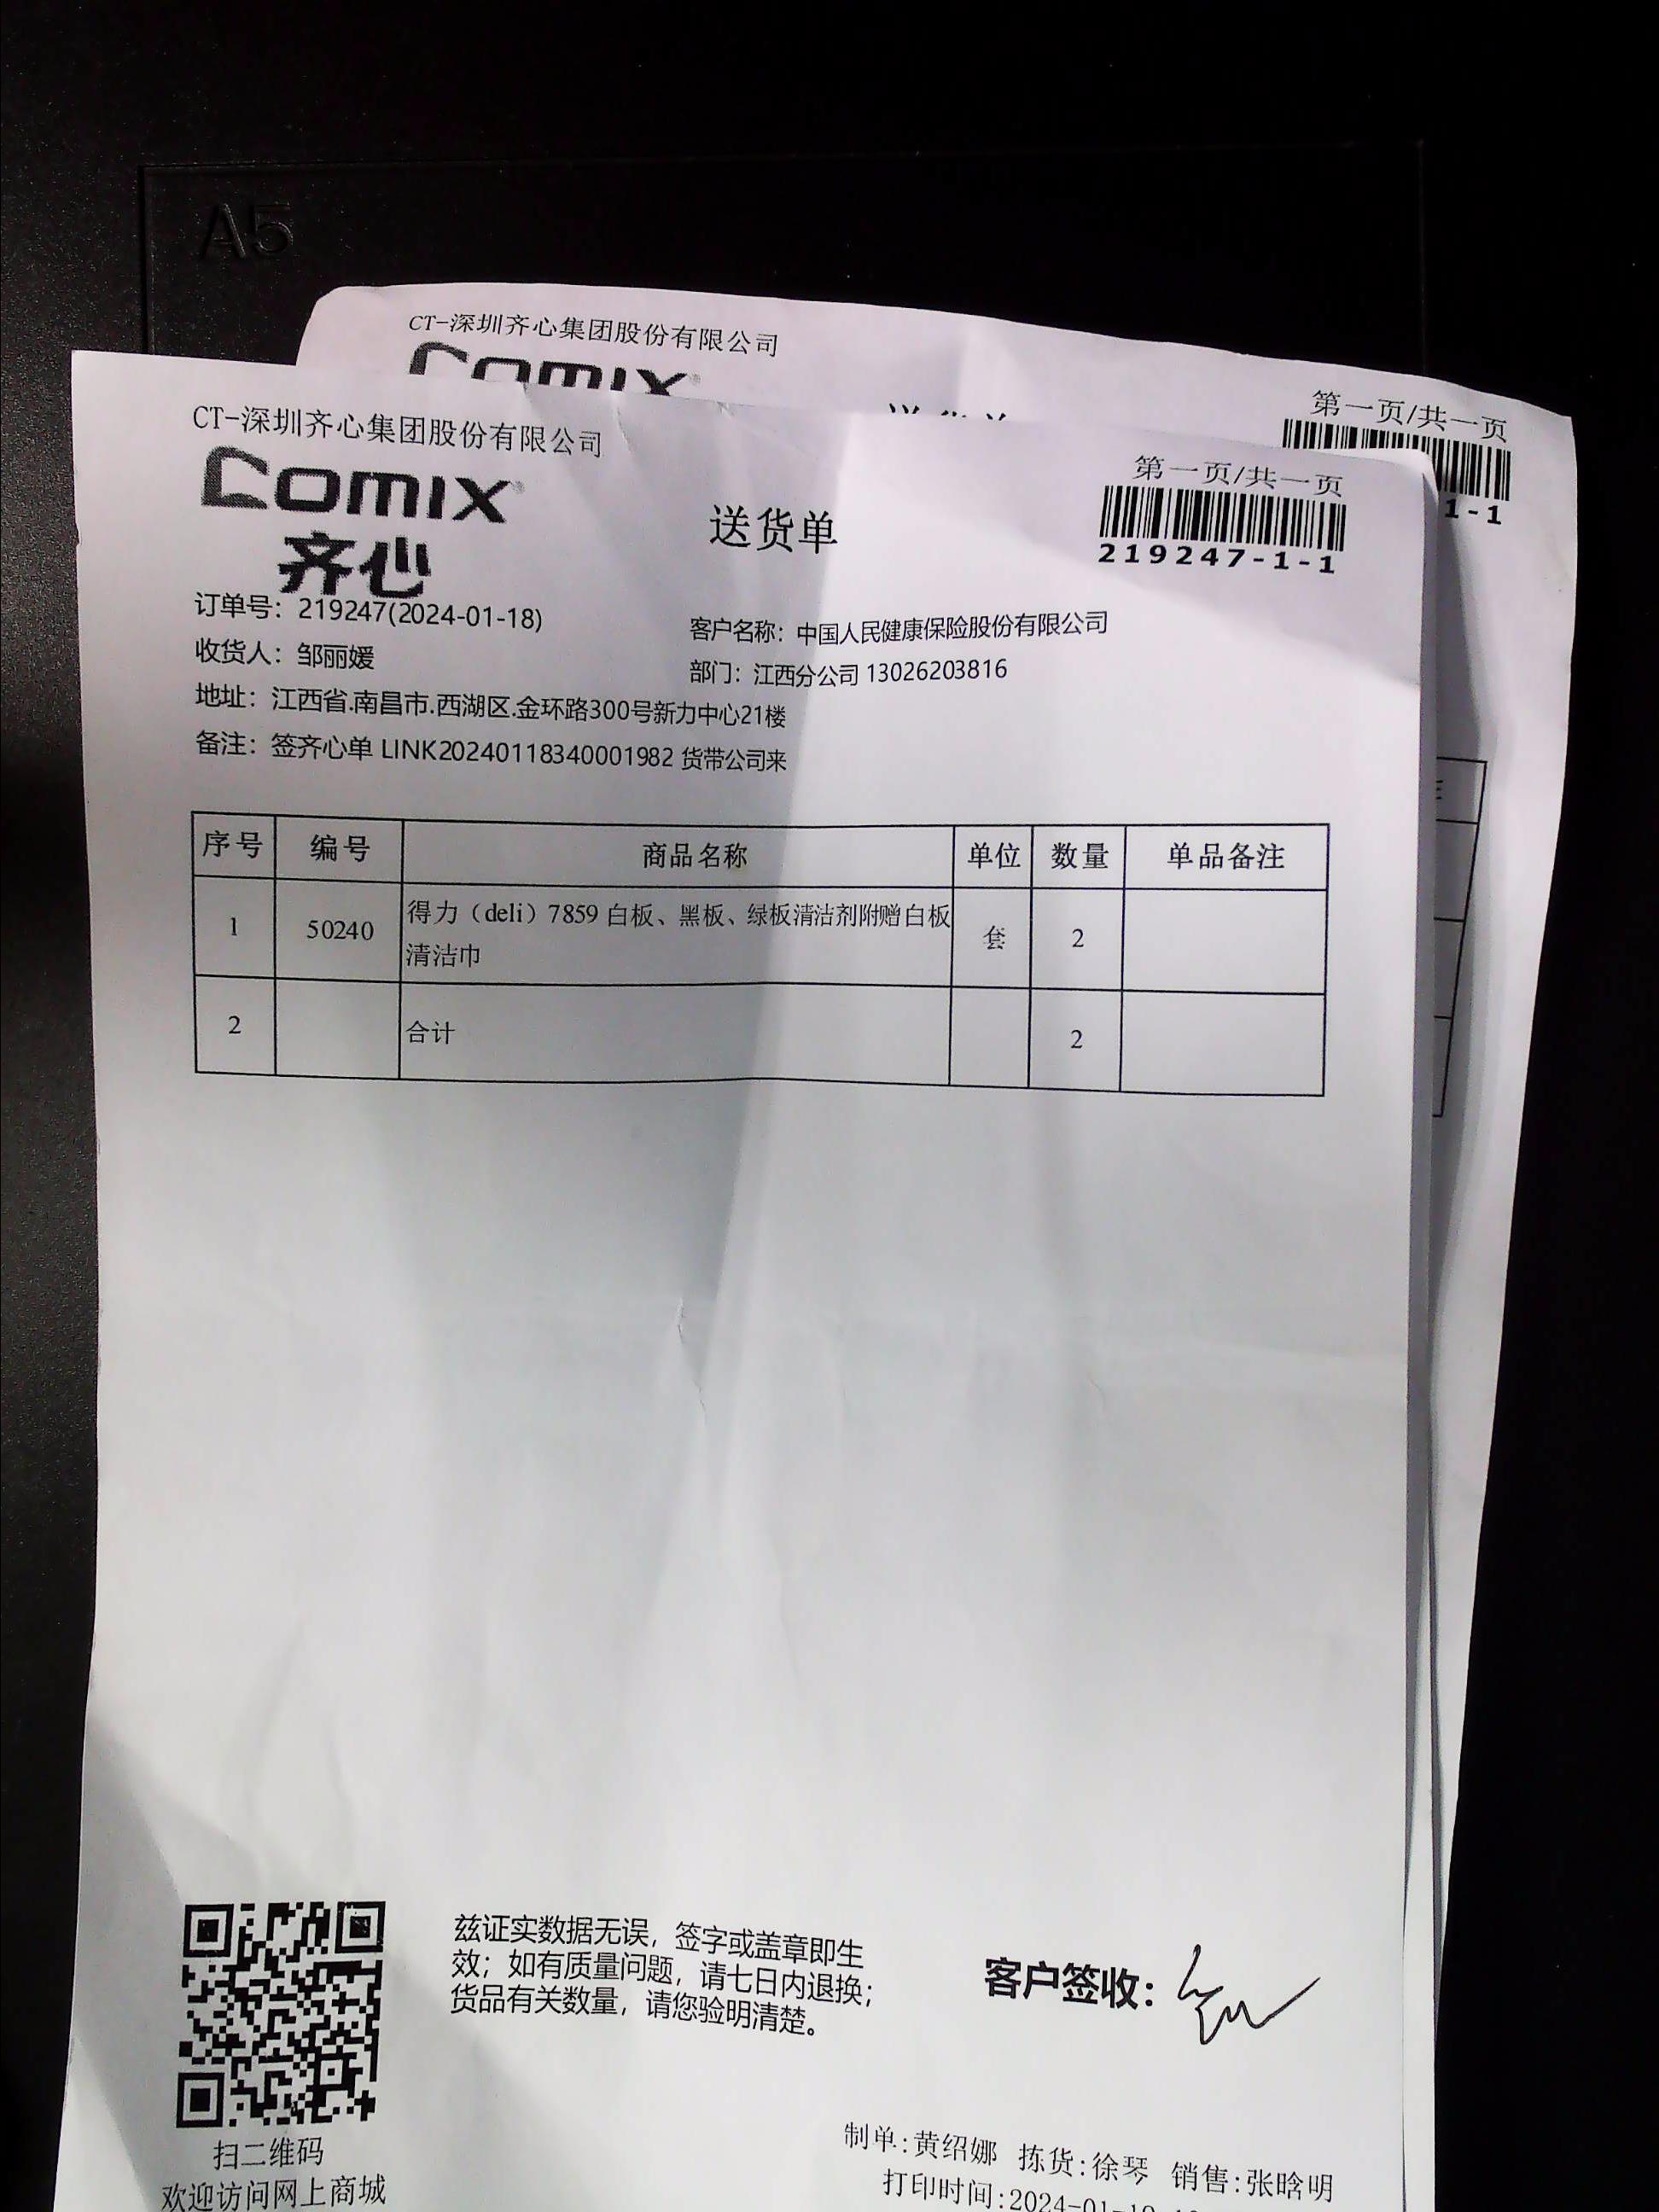 A5
CT-深圳齐心集团股份有限公司
comix
第一页/共一页
1-1
CT-深圳齐心集团股份有限公司
comix
齐心
送货单
第一页/共一页
219247-1-1
订单号：219247(2024-01-18)
客户名称：中国人民健康保险股份有限公司
收货人：邹丽媛
部门：江西分公司 13026203816
地址：江西省.南昌市.西湖区.金环路300号新力中心21楼
备注：签齐心单 LINK20240118340001982 货带公司来
序号 编号 商品名称 单位 数量 单品备注
1 50240 得力（deli）7859 白板、黑板、绿板清洁剂附赠白板 套 2
清洁巾
2 合计 2
兹证实数据无误，签字或盖章即生
效；如有质量问题，请七日内退换；
货品有关数量，请您验明清楚。
客户签收：
扫二维码
欢迎访问网上商城
制单:黄绍娜 拣货:徐琴 销售:张晗明
打印时间:2024-01-